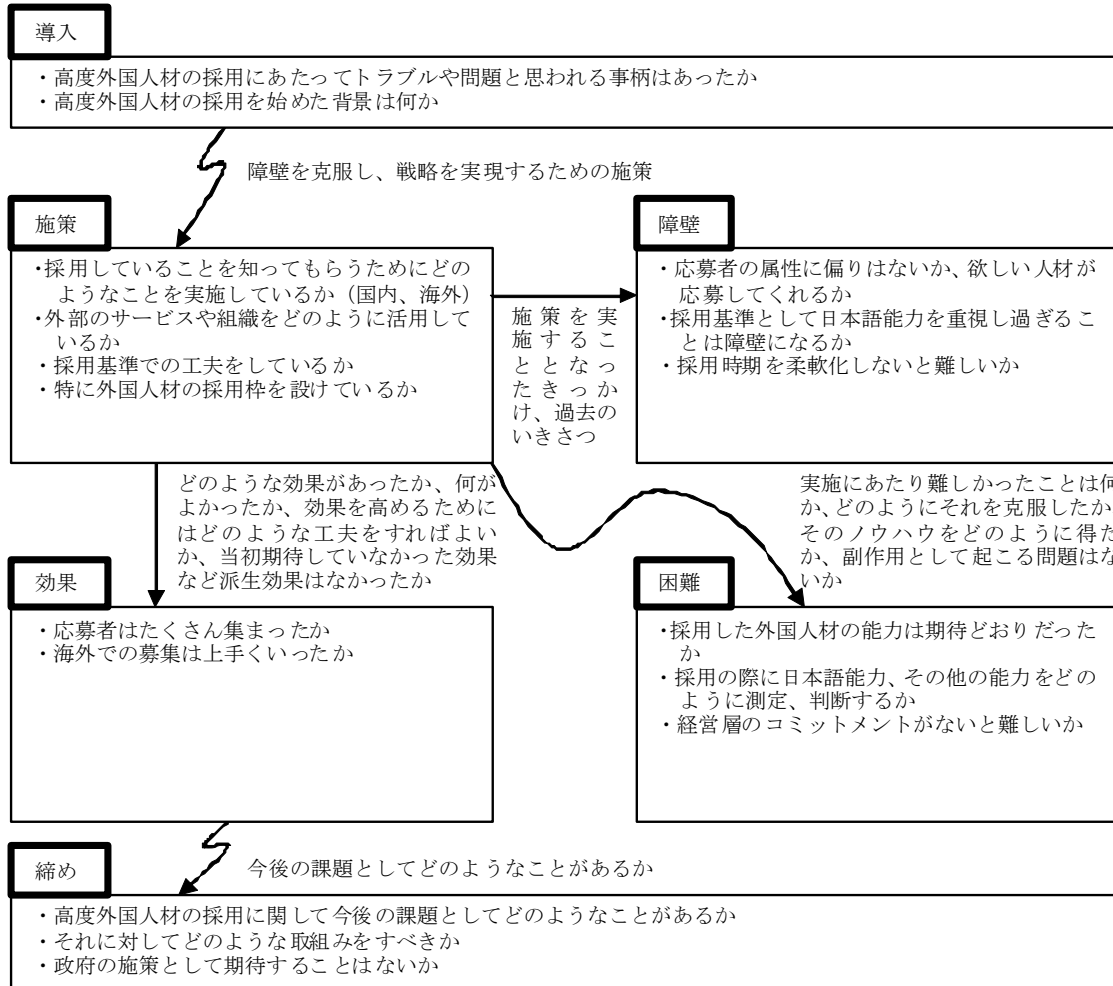 導入
・高度外国人材の採用にあたってトラブルや問題と思われる事柄はあったか
・高度外国人材の採用を始めた背景は何か
障壁を克服し、戦略を実現するための施策
施策
・採用していることを知ってもらうためにどの
ようなことを実施しているか（国内、海外）
・外部のサービスや組織をどのように活用して
いるか
・採用基準での工夫をしているか
・特に外国人材の採用枠を設けているか
施策を実
施するこ
ととなっ
たきっか
け、過去の
いきさつ
障壁
・応募者の属性に偏りはないか、欲しい人材が
応募してくれるか
・採用基準として日本語能力を重視し過ぎるこ
とは障壁になるか
・採用時期を柔軟化しないと難しいか
どのような効果があったか、何が
よかったか、効果を高めるために
はどのような工夫をすればよい
か、当初期待していなかった効果
など派生効果はなかったか
実施にあたり難しかったことは何
か、どのようにそれを克服したか
そのノウハウをどのように得た
か、副作用として起こる問題はな
いか
効果
・応募者はたくさん集まったか
・海外での募集は上手くいったか
困難
・採用した外国人材の能力は期待どおりだった
か
・採用の際に日本語能力、その他の能力をどの
ように測定、判断するか
・経営層のコミットメントがないと難しいか
今後の課題としてどのようなことがあるか
締め
・高度外国人材の採用に関して今後の課題としてどのようなことがあるか
・それに対してどのような取組みをすべきか
・政府の施策として期待することはないか